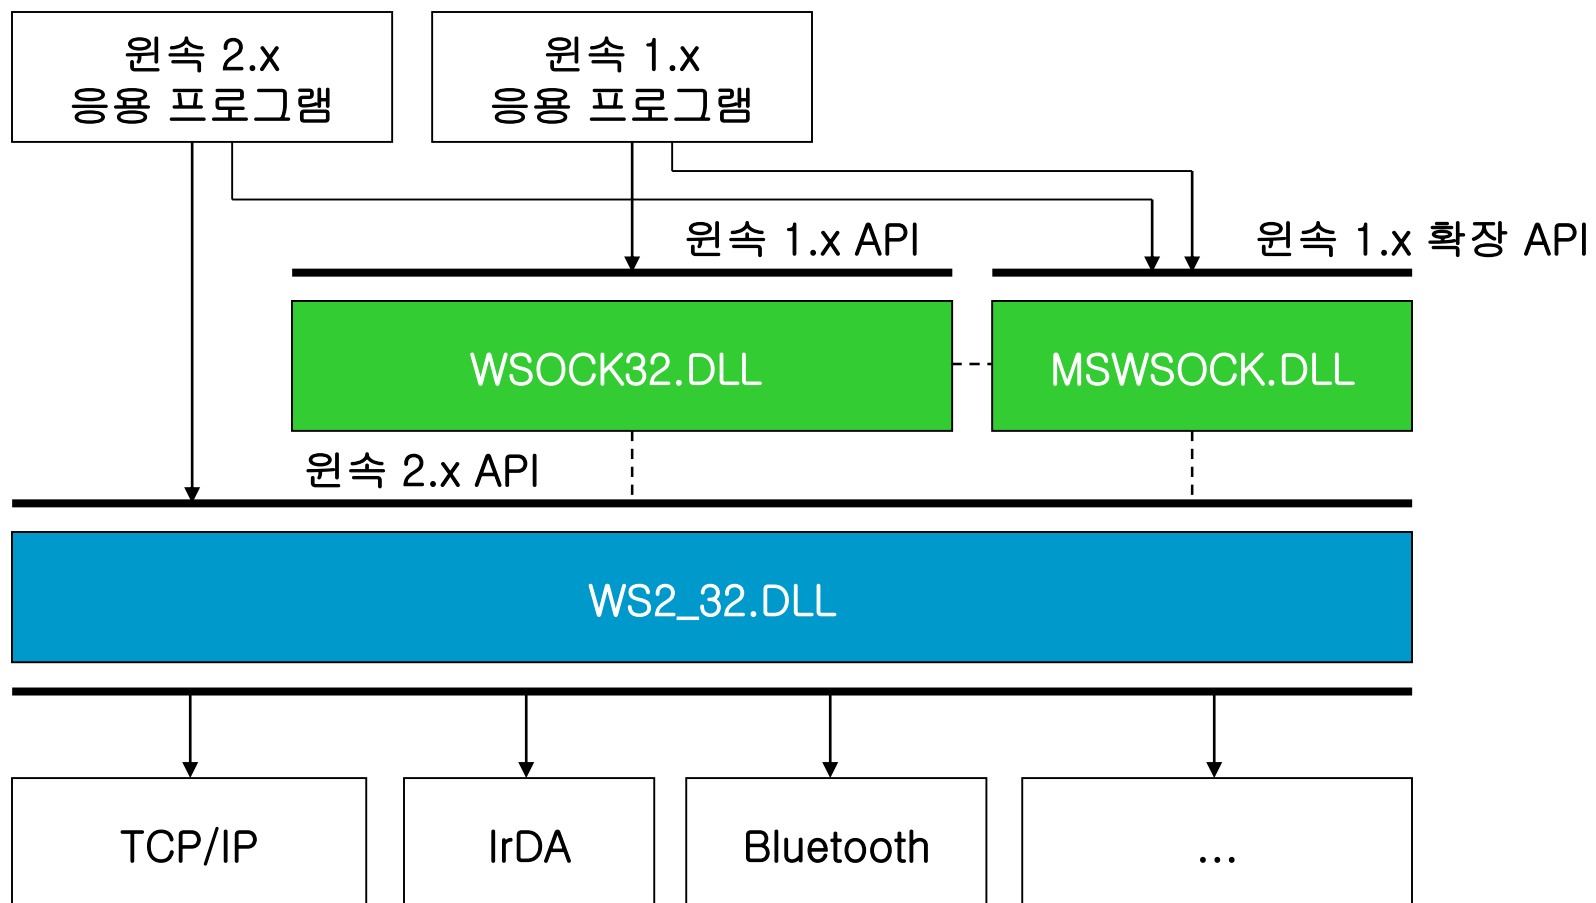 윈속 2.x
응용 프로그램
윈속 1.x
응용 프로그램
윈속 1.x API
윈속 1.x 확장 API
WSOCK32.DLL
MSWSOCK.DLL
윈속 2.x API
WS2_32.DLL
TCP/IP
IrDA
Bluetooth
...